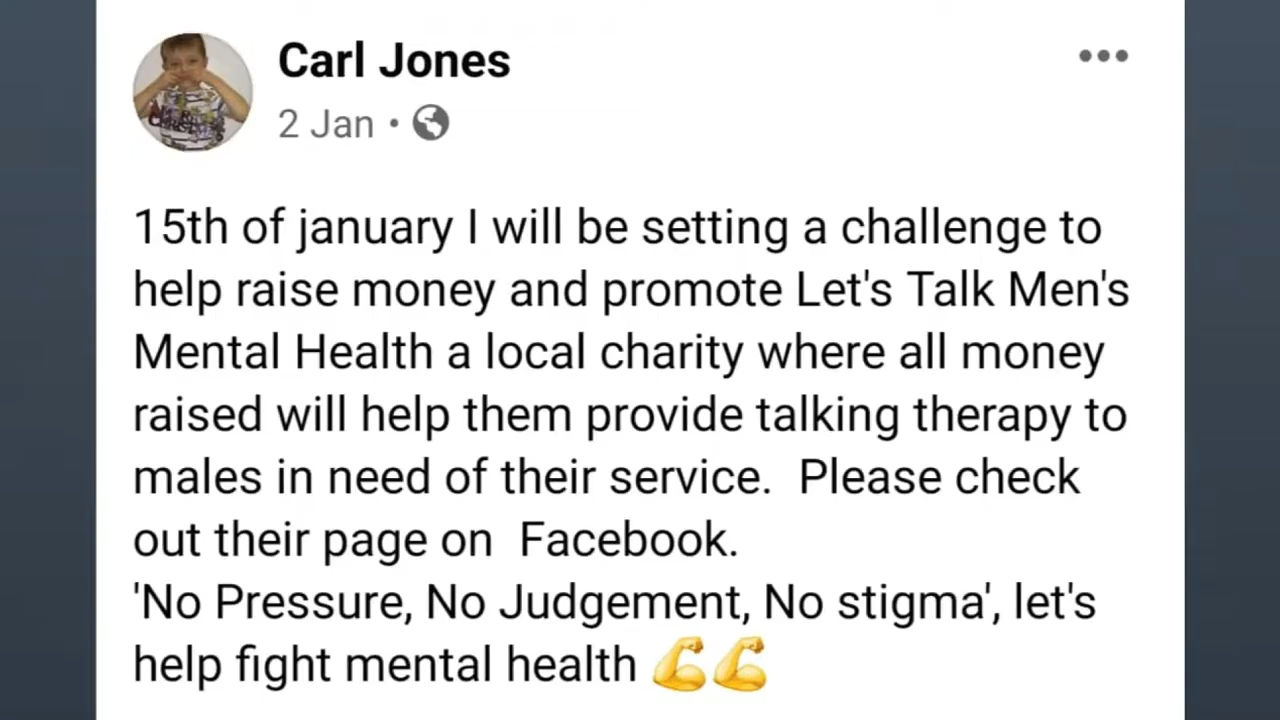 Carl Jones
2 Jan •
15th of january I will be setting a challenge to
help raise money and promote Let's Talk Men's
Mental Health a local charity where all money
raised will help them provide talking therapy to
males in need of their service.  Please check
out their page on  Facebook.
'No Pressure, No Judgement, No stigma', let's
help fight mental health 💪💪